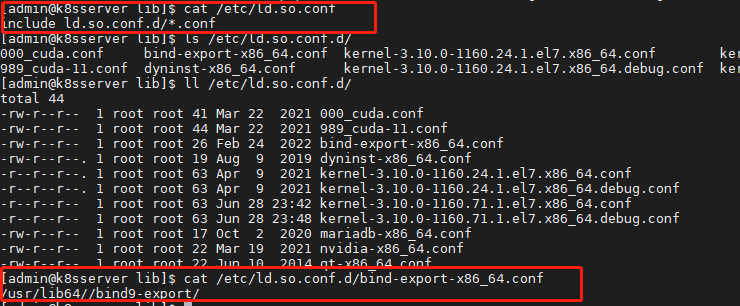 [admin@k8sserver lib]$ cat /etc/ld.so.conf
include ld.so.conf.d/*.conf
[admin@k8sserver lib]$ ls /etc/ld.so.conf.d/
000_cuda.conf bind-export-x86_64.conf kernel-3.10.0-1160.24.1.el7.x86_64.conf ke
989_cuda-11.conf dyninst-x86_64.conf kernel-3.10.0-1160.24.1.el7.x86_64.debug.conf ke
[admin@k8sserver lib]$ ll /etc/ld.so.conf.d/
total 44
-rw-r--r-- 1 root root 41 Mar 22 2021 000_cuda.conf
-rw-r--r-- 1 root root 44 Mar 22 2021 989_cuda-11.conf
-rw-r--r-- 1 root root 26 Feb 24 2022 bind-export-x86_64.conf
-rw-r--r--. 1 root root 19 Aug 9 2019 dyninst-x86_64.conf
-r--r--r-- 1 root root 63 Apr 9 2021 kernel-3.10.0-1160.24.1.el7.x86_64.conf
-r--r--r-- 1 root root 63 Apr 9 2021 kernel-3.10.0-1160.24.1.el7.x86_64.debug.conf
-r--r--r-- 1 root root 63 Jun 28 23:42 kernel-3.10.0-1160.71.1.el7.x86_64.conf
-r--r--r-- 1 root root 63 Jun 28 23:48 kernel-3.10.0-1160.71.1.el7.x86_64.debug.conf
-rw-r--r-- 1 root root 17 Oct 2 2020 mariadb-x86_64.conf
-rw-r--r-- 1 root root 22 Mar 19 2021 nvidia-x86_64.conf
-rw-r--r-- 1 root root 22 Jun 10 2014 qt-x86_64.conf
[admin@k8sserver lib]$ cat /etc/ld.so.conf.d/bind-export-x86_64.conf
/usr/lib64//bind9-export/